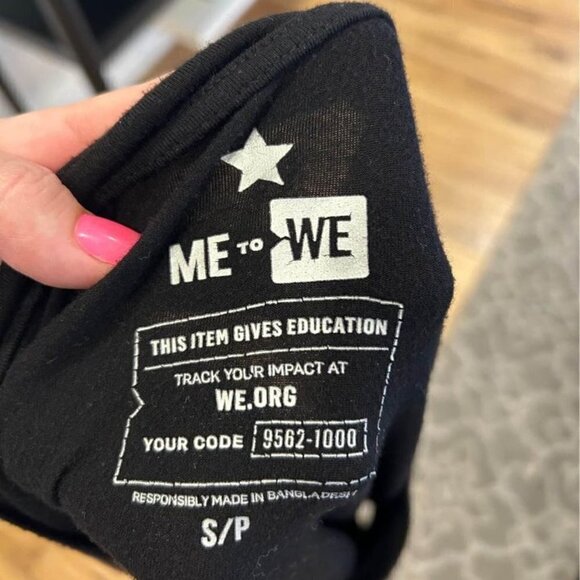 ME TO WE
THIS ITEM GIVES EDUCATION
TRACK YOUR IMPACT AT
WE.ORG
YOUR CODE 9562-1000
RESPONSIBLY MADE IN BANGLADESH
S/P